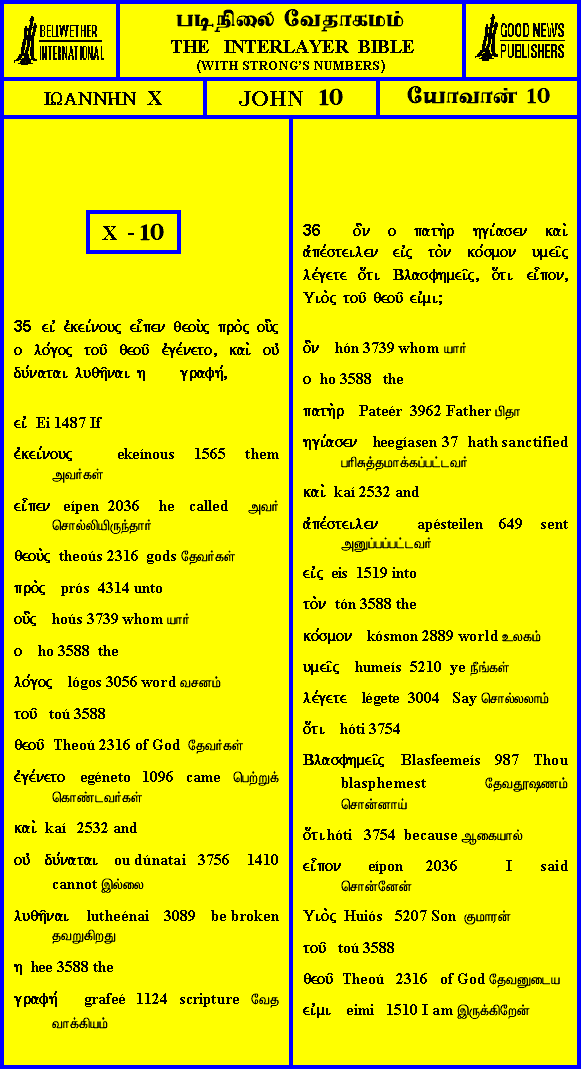 BELLWETHER
INTERNATIONAL
படிநிலை வேதாகமம்
THE INTERLAYER BIBLE
(WITH STRONG'S NUMBERS)
GOOD NEWS
PUBLISHERS
ΙΩΑΝΝΗΝ X
JOHN 10
யோவான் 10
X - 10
35 εἰ ἐκείνους εἶπεν θεοὺς πρὸς οὓς
ο λόγος τοῦ θεοῦ ἐγένετο, καὶ οὐ
δύναται λυθῆναι η γραφή,
εἰ Ei 1487 If
ἐκείνους ekeínous 1565 them
அவர்கள்
εἶπεν eípen 2036 he called அவர்
சொல்லியிருந்தார்
θεοὺς theoús 2316 gods தேவர்கள்
πρὸς prós 4314 unto
οὓς hoús 3739 whom யார்
ο ho 3588 the
λόγος lógos 3056 word வசனம்
τοῦ toú 3588
θεοῦ Theoú 2316 of God தேவர்கள்
ἐγένετο egéneto 1096 came பெற்றுக்
கொண்டவர்கள்
καὶ kaí 2532 and
οὐ δύναται ou dúnatai 3756 1410
cannot இல்லை
λυθῆναι lutheénai 3089 be broken
தவறுகிறது
η hee 3588 the
γραφή grafeé 1124 scripture வேத
வாக்கியம்
36 ὃν ο πατὴρ ηγίασεν καὶ
ἀπέστειλεν εἰς τὸν κόσμον υμεῖς
λέγετε ὅτι Βλασφημεῖς, ὅτι εἶπον,
Υιὸς τοῦ θεοῦ εἰμι;
ὃν hón 3739 whom யார்
ο ho 3588 the
πατὴρ Pateér 3962 Father பிதா
ηγίασεν heegíasen 37 hath sanctified
பரிசுத்தமாக்கப்பட்டவர்
καὶ kaí 2532 and
ἀπέστειλεν apésteilen 649 sent
அனுப்பப்பட்டவர்
εἰς eis 1519 into
τὸν tón 3588 the
κόσμον kósmon 2889 world உலகம்
υμεῖς humeís 5210 ye நீங்கள்
λέγετε légete 3004 Say சொல்லலாம்
ὅτι hóti 3754
Βλασφημεῖς Blasfeemeís 987 Thou
blasphemest தேவதூஷணம்
சொன்னாய்
ὅτι hóti 3754 because ஆகையால்
εἶπον eípon 2036 I said
சொன்னேன்
Υιὸς Huiós 5207 Son குமாரன்
τοῦ toú 3588
θεοῦ Theoú 2316 of God தேவனுடைய
εἰμι eimi 1510 I am இருக்கிறேன்